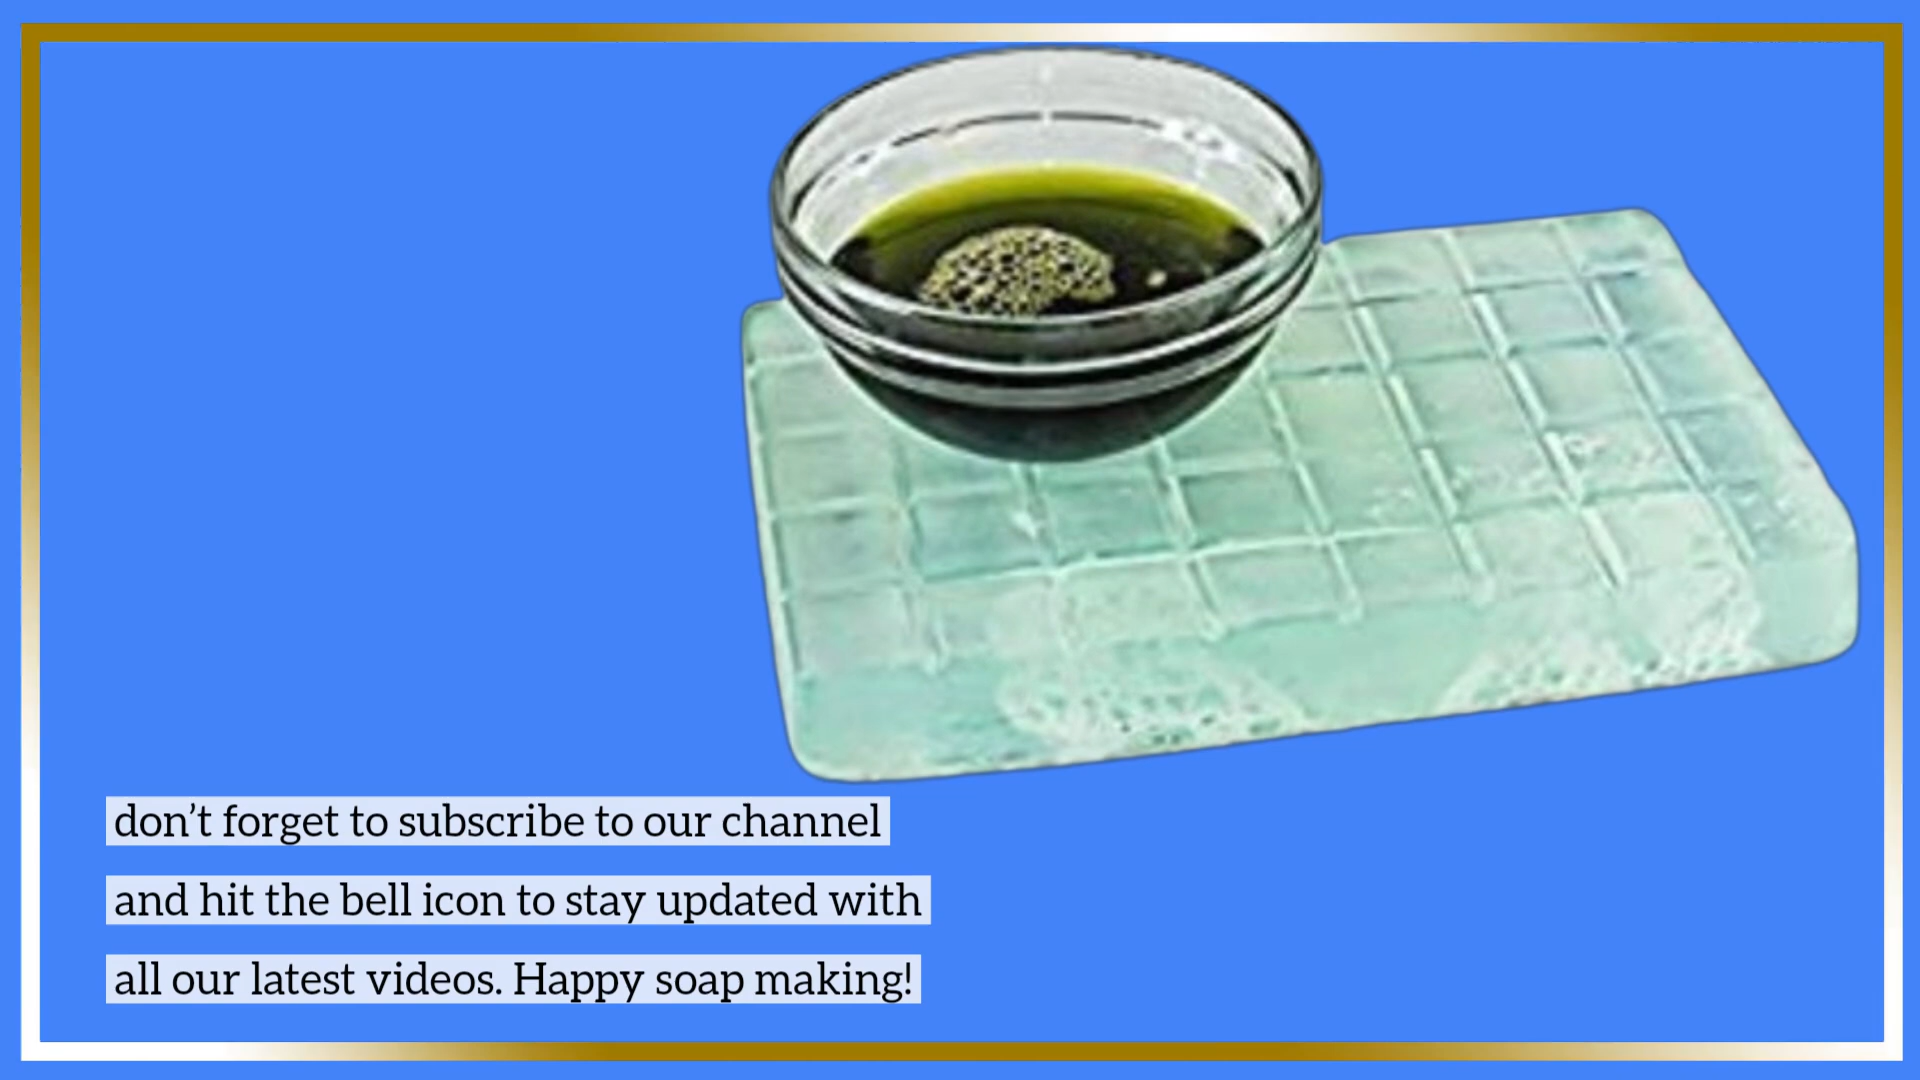 don’t forget to subscribe to our channel
and hit the bell icon to stay updated with
all our latest videos. Happy soap making!